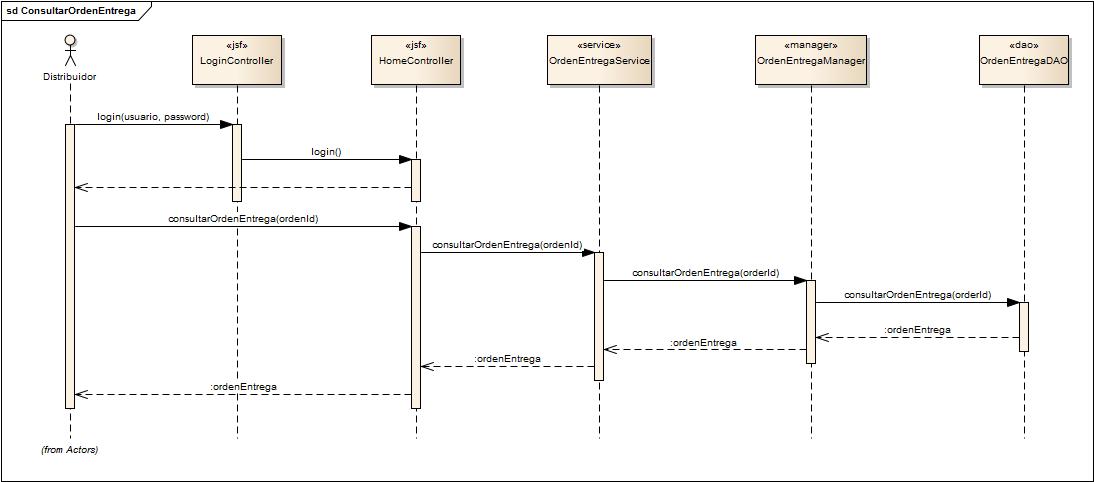 sd ConsultarOrdenEntrega
«jsf» «jsf» «service» «manager» «dao»
LoginController HomeController OrdenEntregaService OrdenEntregaManager OrdenEntregaDAO
Distribuidor
login(usuario, password)
login()
consultarOrdenEntrega(ordenId)
consultarOrdenEntrega(ordenId)
consultarOrdenEntrega(orderId)
consultarOrdenEntrega(orderId)
:ordenEntrega
:ordenEntrega
:ordenEntrega
:ordenEntrega
(from Actors)